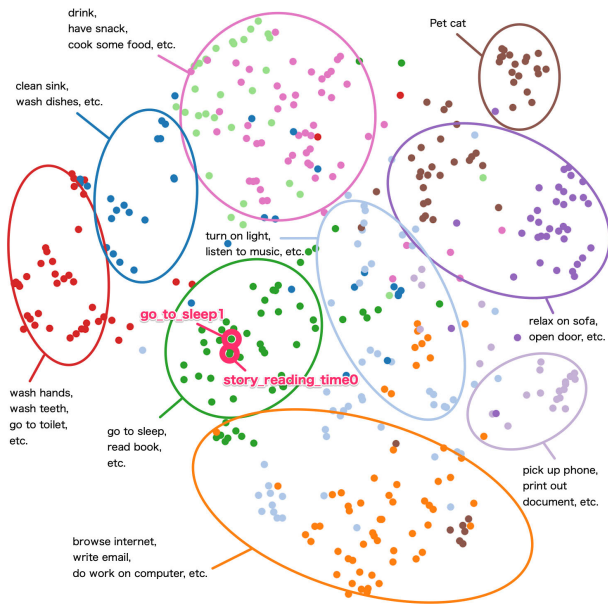 drink,
have snack,
cook some food, etc.
Pet cat
clean sink,
wash dishes, etc.
turn on light,
listen to music, etc.
go_to_sleep1
story_reading_time0
relax on sofa,
open door, etc.
wash hands,
wash teeth,
go to toilet,
etc.
go to sleep,
read book,
etc.
pick up phone,
print out
document, etc.
browse internet,
write email,
do work on computer, etc.